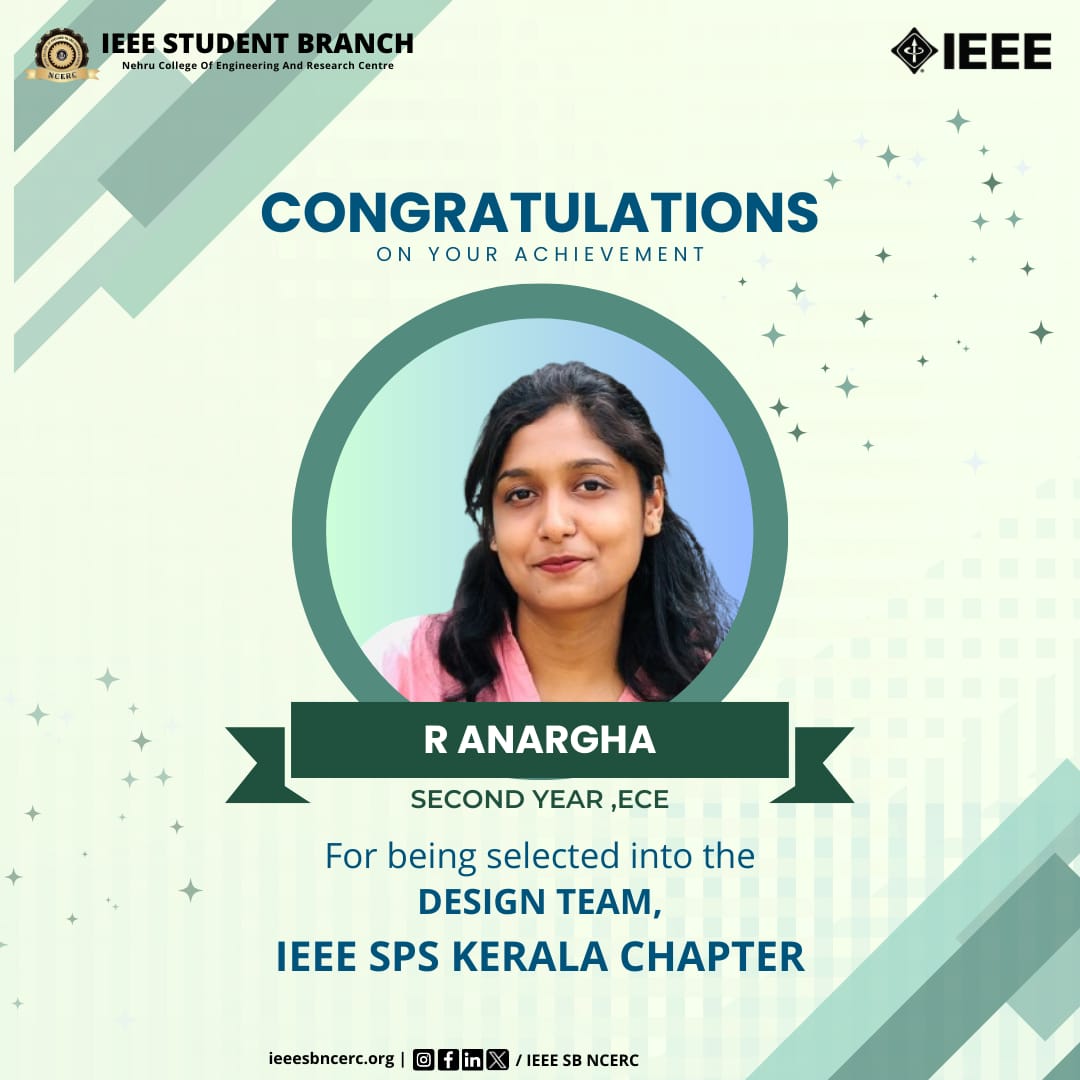 IEEE STUDENT BRANCH
Nehru College Of Engineering And Research Centre
NCERC
IEEE
CONGRATULATIONS
ON YOUR ACHIEVEMENT
R ANARGHA
SECOND YEAR ,ECE
For being selected into the
DESIGN TEAM,
IEEE SPS KERALA CHAPTER
ieeesbncerc.org | / IEEE SB NCERC